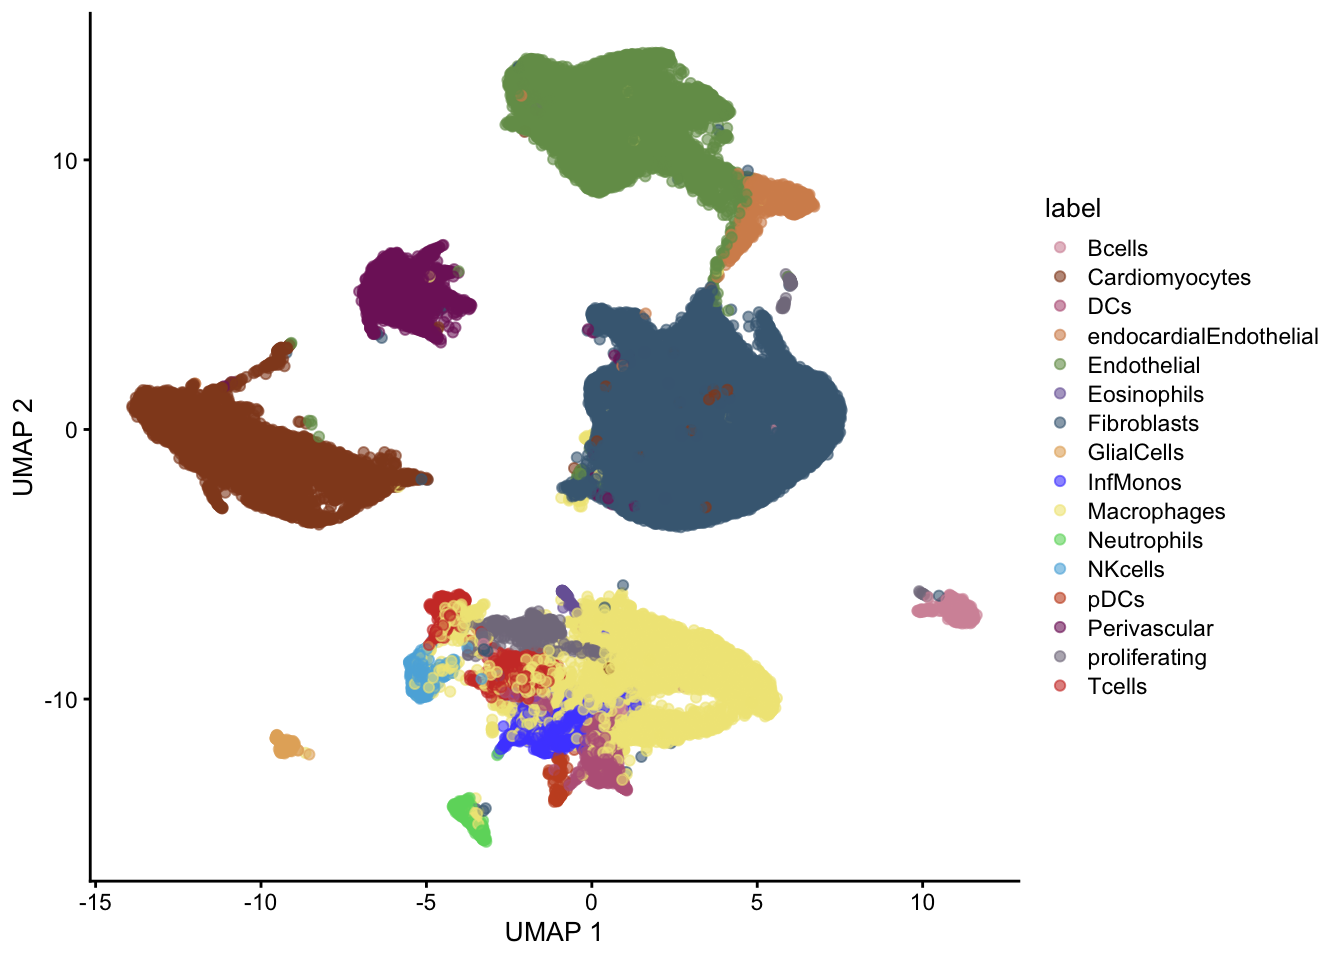 10
0
-10
UMAP 2
-15
-10
-5
0
5
10
UMAP 1
label
Bcells
Cardiomyocytes
DCs
endocardialEndothelial
Endothelial
Eosinophils
Fibroblasts
GlialCells
InfMonos
Macrophages
Neutrophils
NKcells
pDCs
Perivascular
proliferating
Tcells